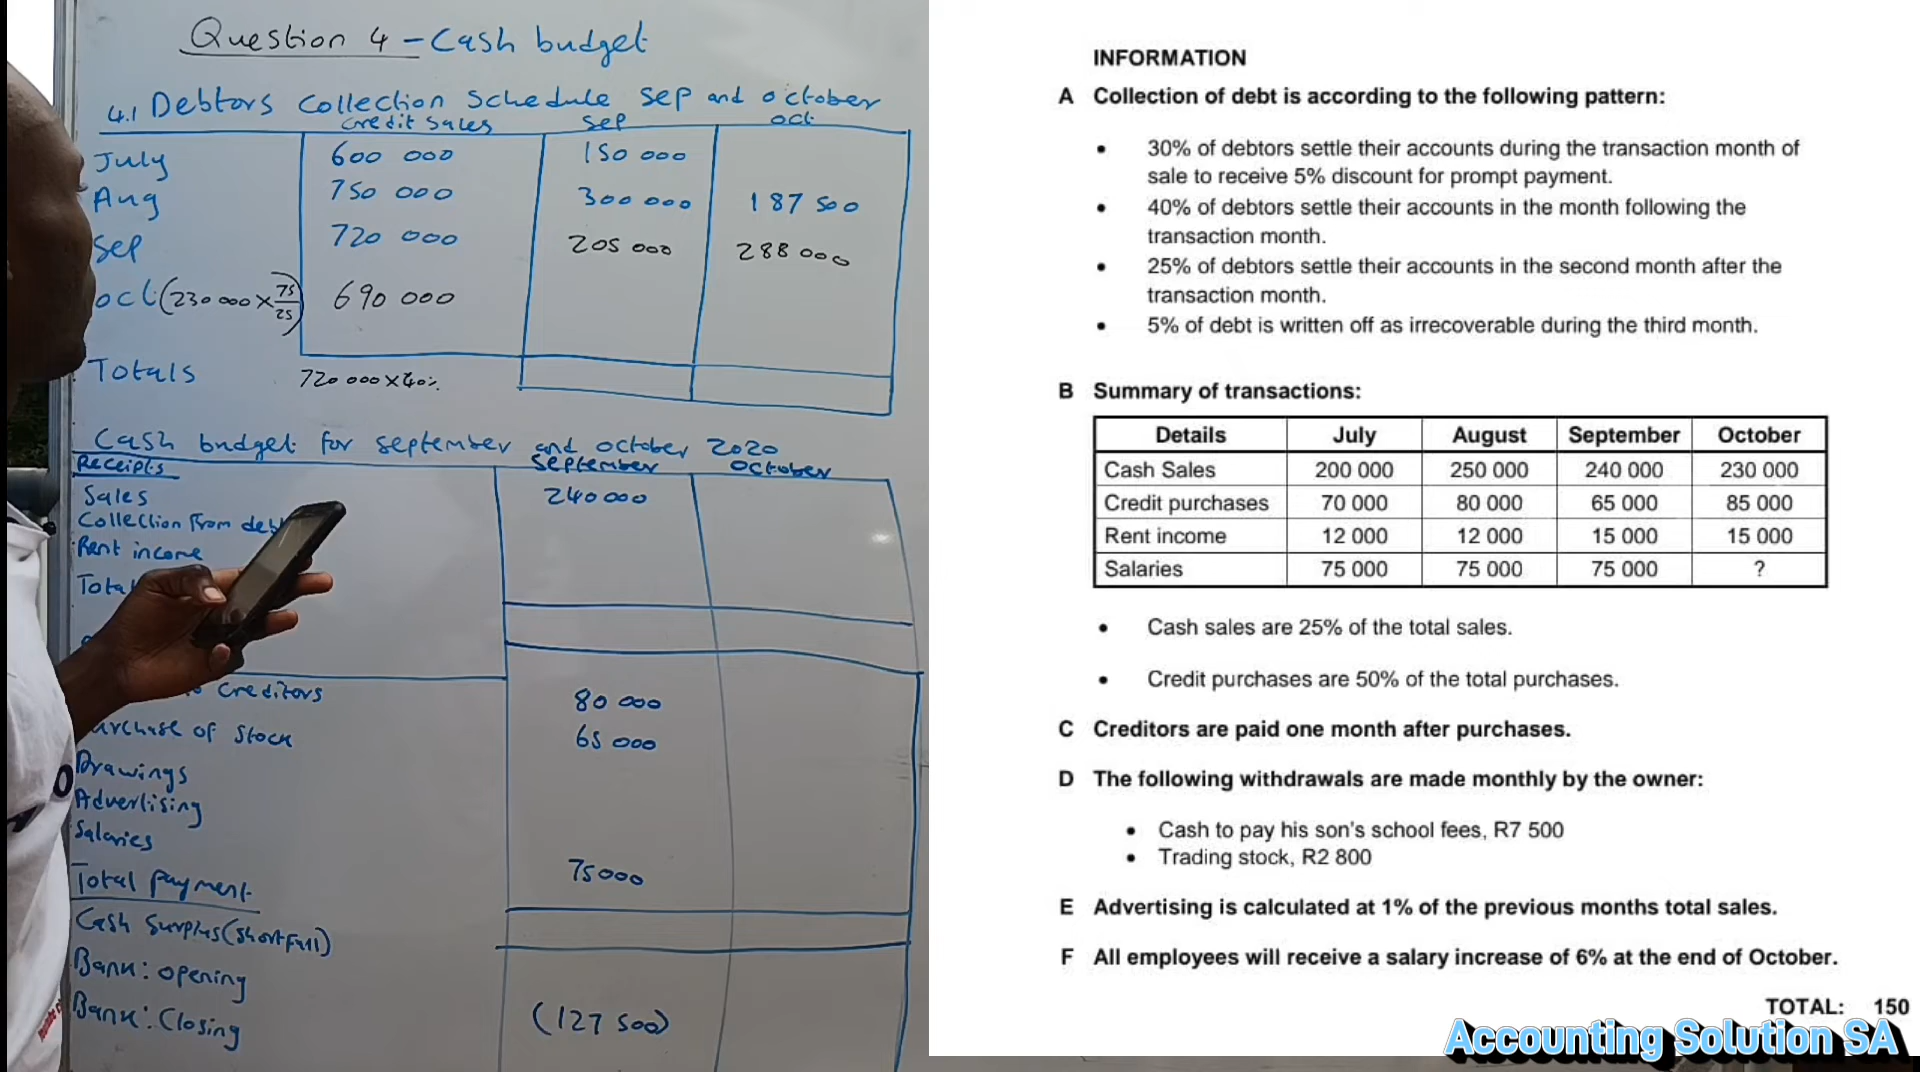 Question 4 - Cash budget
4.1 Debtors Collection Schedule Sep and October
Credit Sales Sep Oct
July 600 000 150 000
Aug 750 000 300 000 187 500
Sep 720 000 205 000 288 000
Oct (230 000 × 75/25) 690 000
Totals 720 000 × 40%
Cash budget for September and October 2020
Receipts September October
Sales 240 000
Collection from deb
Rent income
Total
Creditors 80 000
Purchase of Stock 65 000
Drawings
Advertising
Salaries
75000
Total payment
Cash Surplus (shortfall)
Bank: opening
Bank: Closing (127 500)
INFORMATION
A Collection of debt is according to the following pattern:
• 30% of debtors settle their accounts during the transaction month of
sale to receive 5% discount for prompt payment.
• 40% of debtors settle their accounts in the month following the
transaction month.
• 25% of debtors settle their accounts in the second month after the
transaction month.
• 5% of debt is written off as irrecoverable during the third month.
B Summary of transactions:
Details July August September October
Cash Sales 200 000 250 000 240 000 230 000
Credit purchases 70 000 80 000 65 000 85 000
Rent income 12 000 12 000 15 000 15 000
Salaries 75 000 75 000 75 000 ?
• Cash sales are 25% of the total sales.
• Credit purchases are 50% of the total purchases.
C Creditors are paid one month after purchases.
D The following withdrawals are made monthly by the owner:
• Cash to pay his son's school fees, R7 500
• Trading stock, R2 800
E Advertising is calculated at 1% of the previous months total sales.
F All employees will receive a salary increase of 6% at the end of October.
TOTAL: 150
Accounting Solution SA